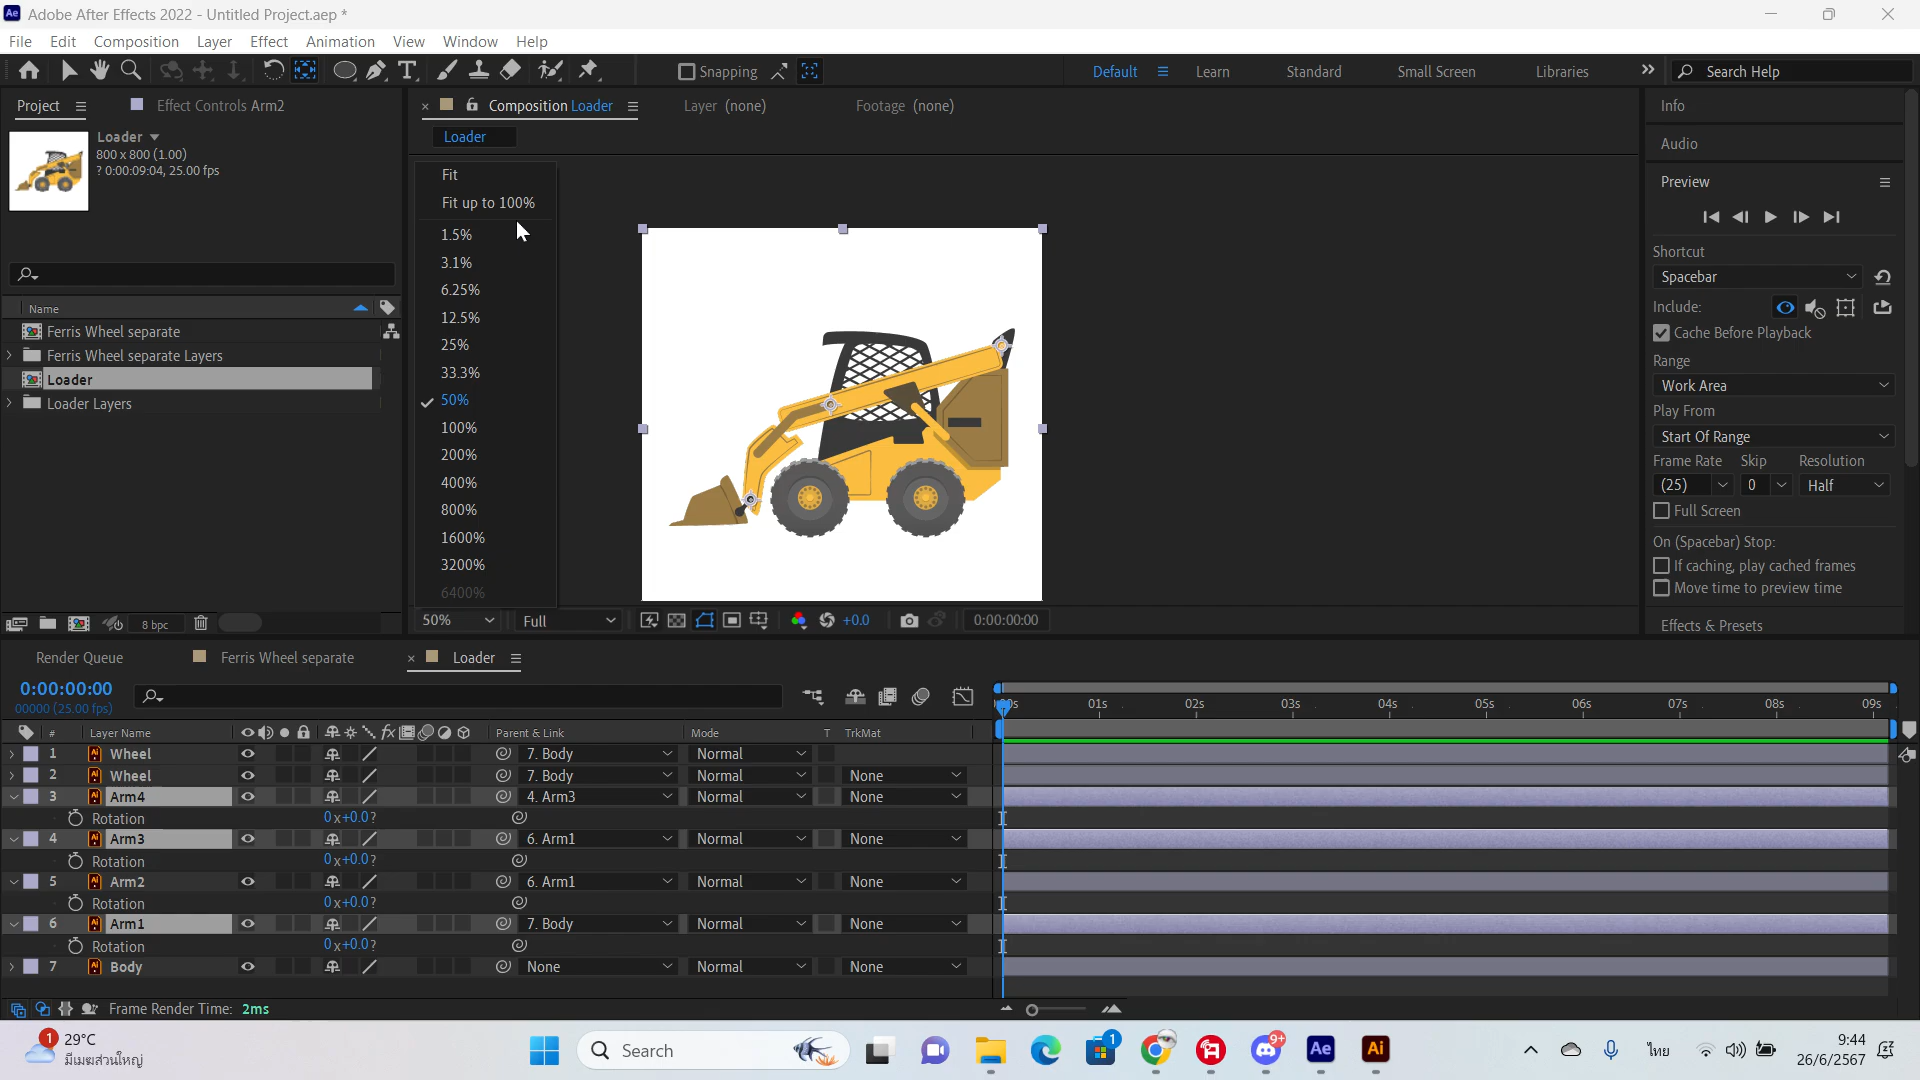 Adobe After Effects 2022 - Untitled Project.aep *
File Edit Composition Layer Effect Animation View Window Help
Snapping
Default Learn Standard Small Screen Libraries Search Help
Project Effect Controls Arm2
Composition Loader Layer (none) Footage (none)
Loader
Loader
800 x 800 (1.00)
? 0:00:09:04, 25.00 fps
Name
Ferris Wheel separate
Ferris Wheel separate Layers
Loader
Loader Layers
8 bpc
Fit
Fit up to 100%
1.5%
3.1%
6.25%
12.5%
25%
33.3%
50%
100%
200%
400%
800%
1600%
3200%
6400%
50% Full +0.0 0:00:00:00
Info
Audio
Preview
Shortcut
Spacebar
Include:
Cache Before Playback
Range
Work Area
Play From
Start Of Range
Frame Rate Skip Resolution
(25) 0 Half
Full Screen
On (Spacebar) Stop:
If caching, play cached frames
Move time to preview time
Effects & Presets
Render Queue Ferris Wheel separate Loader
0:00:00:00
00000 (25.00 fps)
01s 02s 03s 04s 05s 06s 07s 08s 09s
# Layer Name Parent & Link Mode T TrkMat
1 Wheel 7. Body Normal
2 Wheel 7. Body Normal None
3 Arm4 4. Arm3 Normal None
Rotation 0x+0.0?
4 Arm3 6. Arm1 Normal None
Rotation 0x+0.0?
5 Arm2 6. Arm1 Normal None
Rotation 0x+0.0?
6 Arm1 7. Body Normal None
Rotation 0x+0.0?
7 Body None Normal None
Frame Render Time: 2ms
1 29°C
มีเมฆส่วนใหญ่
Search
1
9+
Ae Ai
ไทย
9:44
26/6/2567